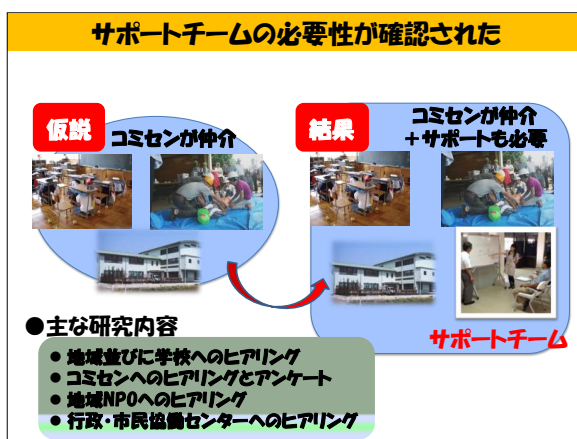 サポートチームの必要性が確認された
仮説
コミセンが仲介
結果
コミセンが仲介
＋サポートも必要
サポートチーム
●主な研究内容
● 地域並びに学校へのヒアリング
● コミセンへのヒアリングとアンケート
● 地域NPOへのヒアリング
● 行政・市民協働センターへのヒアリング